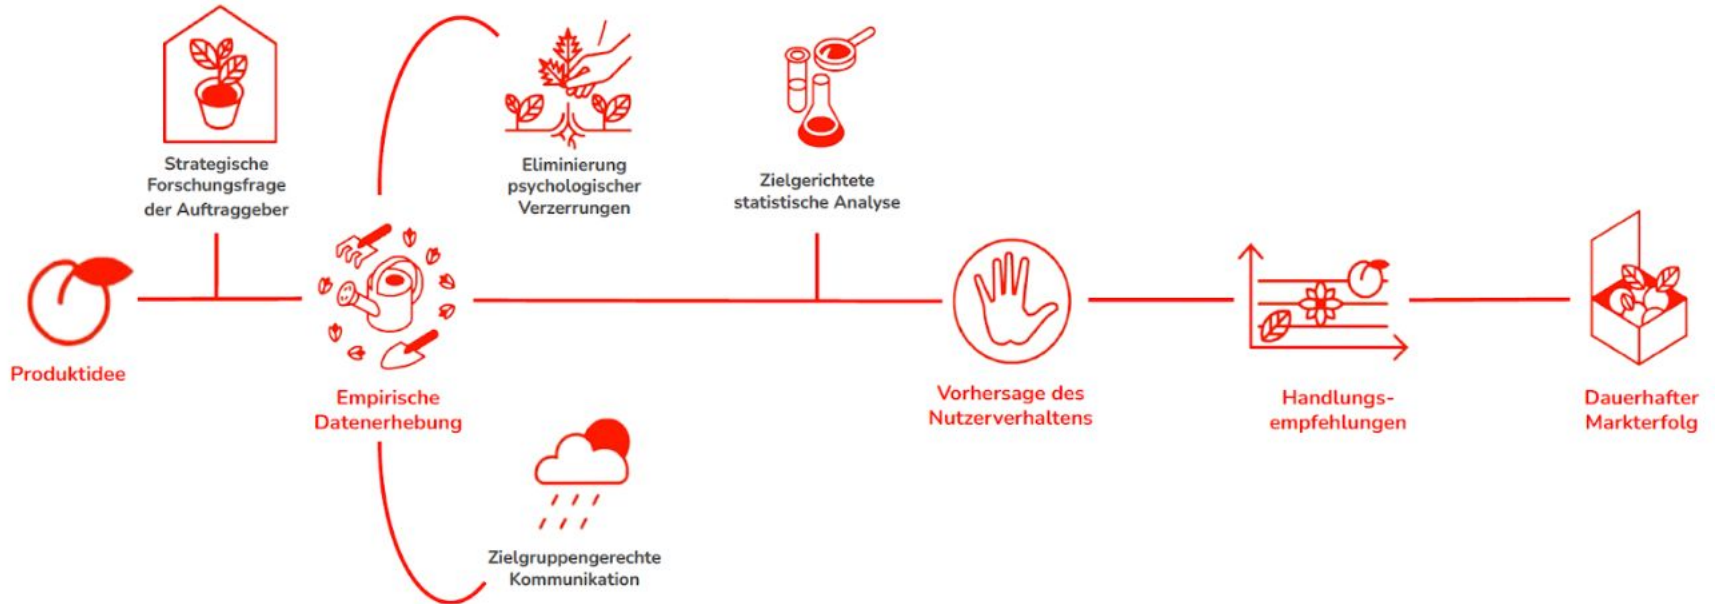 Strategische
Forschungsfrage
der Auftraggeber
Eliminierung
psychologischer
Verzerrungen
Zielgerichtete
statistische Analyse
Produktidee
Empirische
Datenerhebung
Vorhersage des
Nutzerverhaltens
Handlungs-
empfehlungen
Dauerhafter
Markterfolg
Zielgruppengerechte
Kommunikation